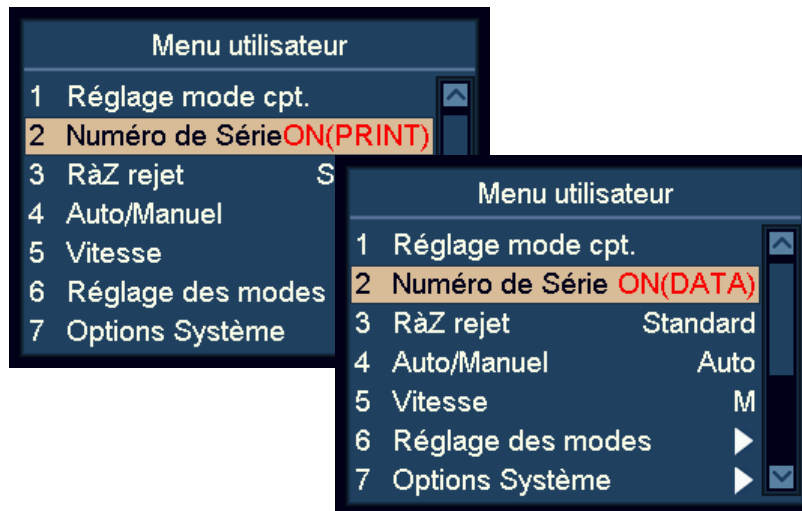 Menu utilisateur
1 Réglage mode cpt.
2 Numéro de Série ON(PRINT)
3 RàZ rejet S
4 Auto/Manuel
5 Vitesse
6 Réglage des modes
7 Options Système
Menu utilisateur
1 Réglage mode cpt.
2 Numéro de Série ON(DATA)
3 RàZ rejet Standard
4 Auto/Manuel Auto
5 Vitesse M
6 Réglage des modes
7 Options Système